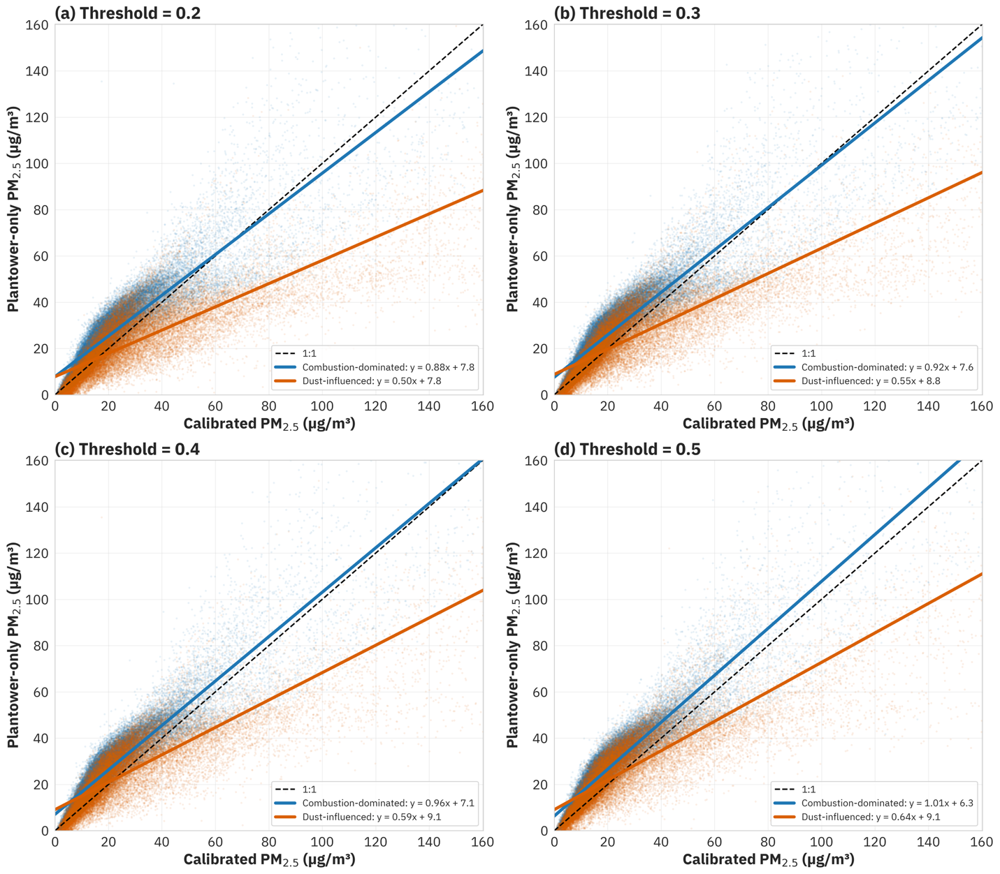 (a) Threshold = 0.2
160
140
120
100
80
60
40
20
0
Plantower-only PM2.5 (µg/m³)
1:1
Combustion-dominated: y = 0.88x + 7.8
Dust-influenced: y = 0.50x + 7.8
0 20 40 60 80 100 120 140 160
Calibrated PM2.5 (µg/m³)
(b) Threshold = 0.3
160
140
120
100
80
60
40
20
0
Plantower-only PM2.5 (µg/m³)
1:1
Combustion-dominated: y = 0.92x + 7.6
Dust-influenced: y = 0.55x + 8.8
0 20 40 60 80 100 120 140 160
Calibrated PM2.5 (µg/m³)
(c) Threshold = 0.4
160
140
120
100
80
60
40
20
0
Plantower-only PM2.5 (µg/m³)
1:1
Combustion-dominated: y = 0.96x + 7.1
Dust-influenced: y = 0.59x + 9.1
0 20 40 60 80 100 120 140 160
Calibrated PM2.5 (µg/m³)
(d) Threshold = 0.5
160
140
120
100
80
60
40
20
0
Plantower-only PM2.5 (µg/m³)
1:1
Combustion-dominated: y = 1.01x + 6.3
Dust-influenced: y = 0.64x + 9.1
0 20 40 60 80 100 120 140 160
Calibrated PM2.5 (µg/m³)